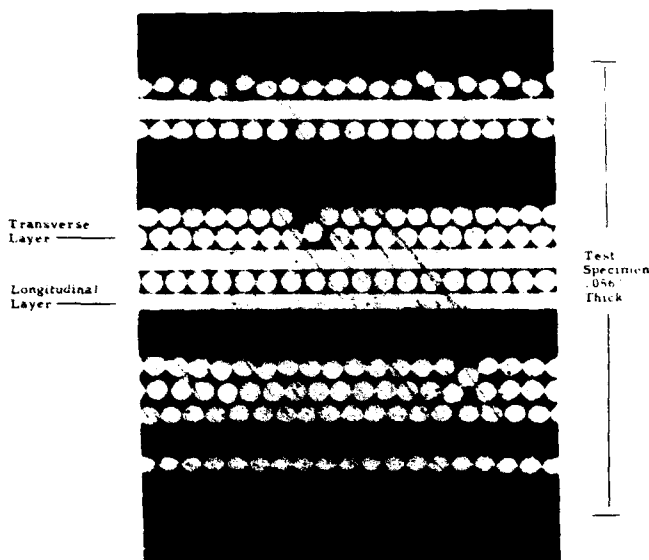 Transverse
Layer
Longitudinal
Layer
Test
Specimen
.056"
Thick